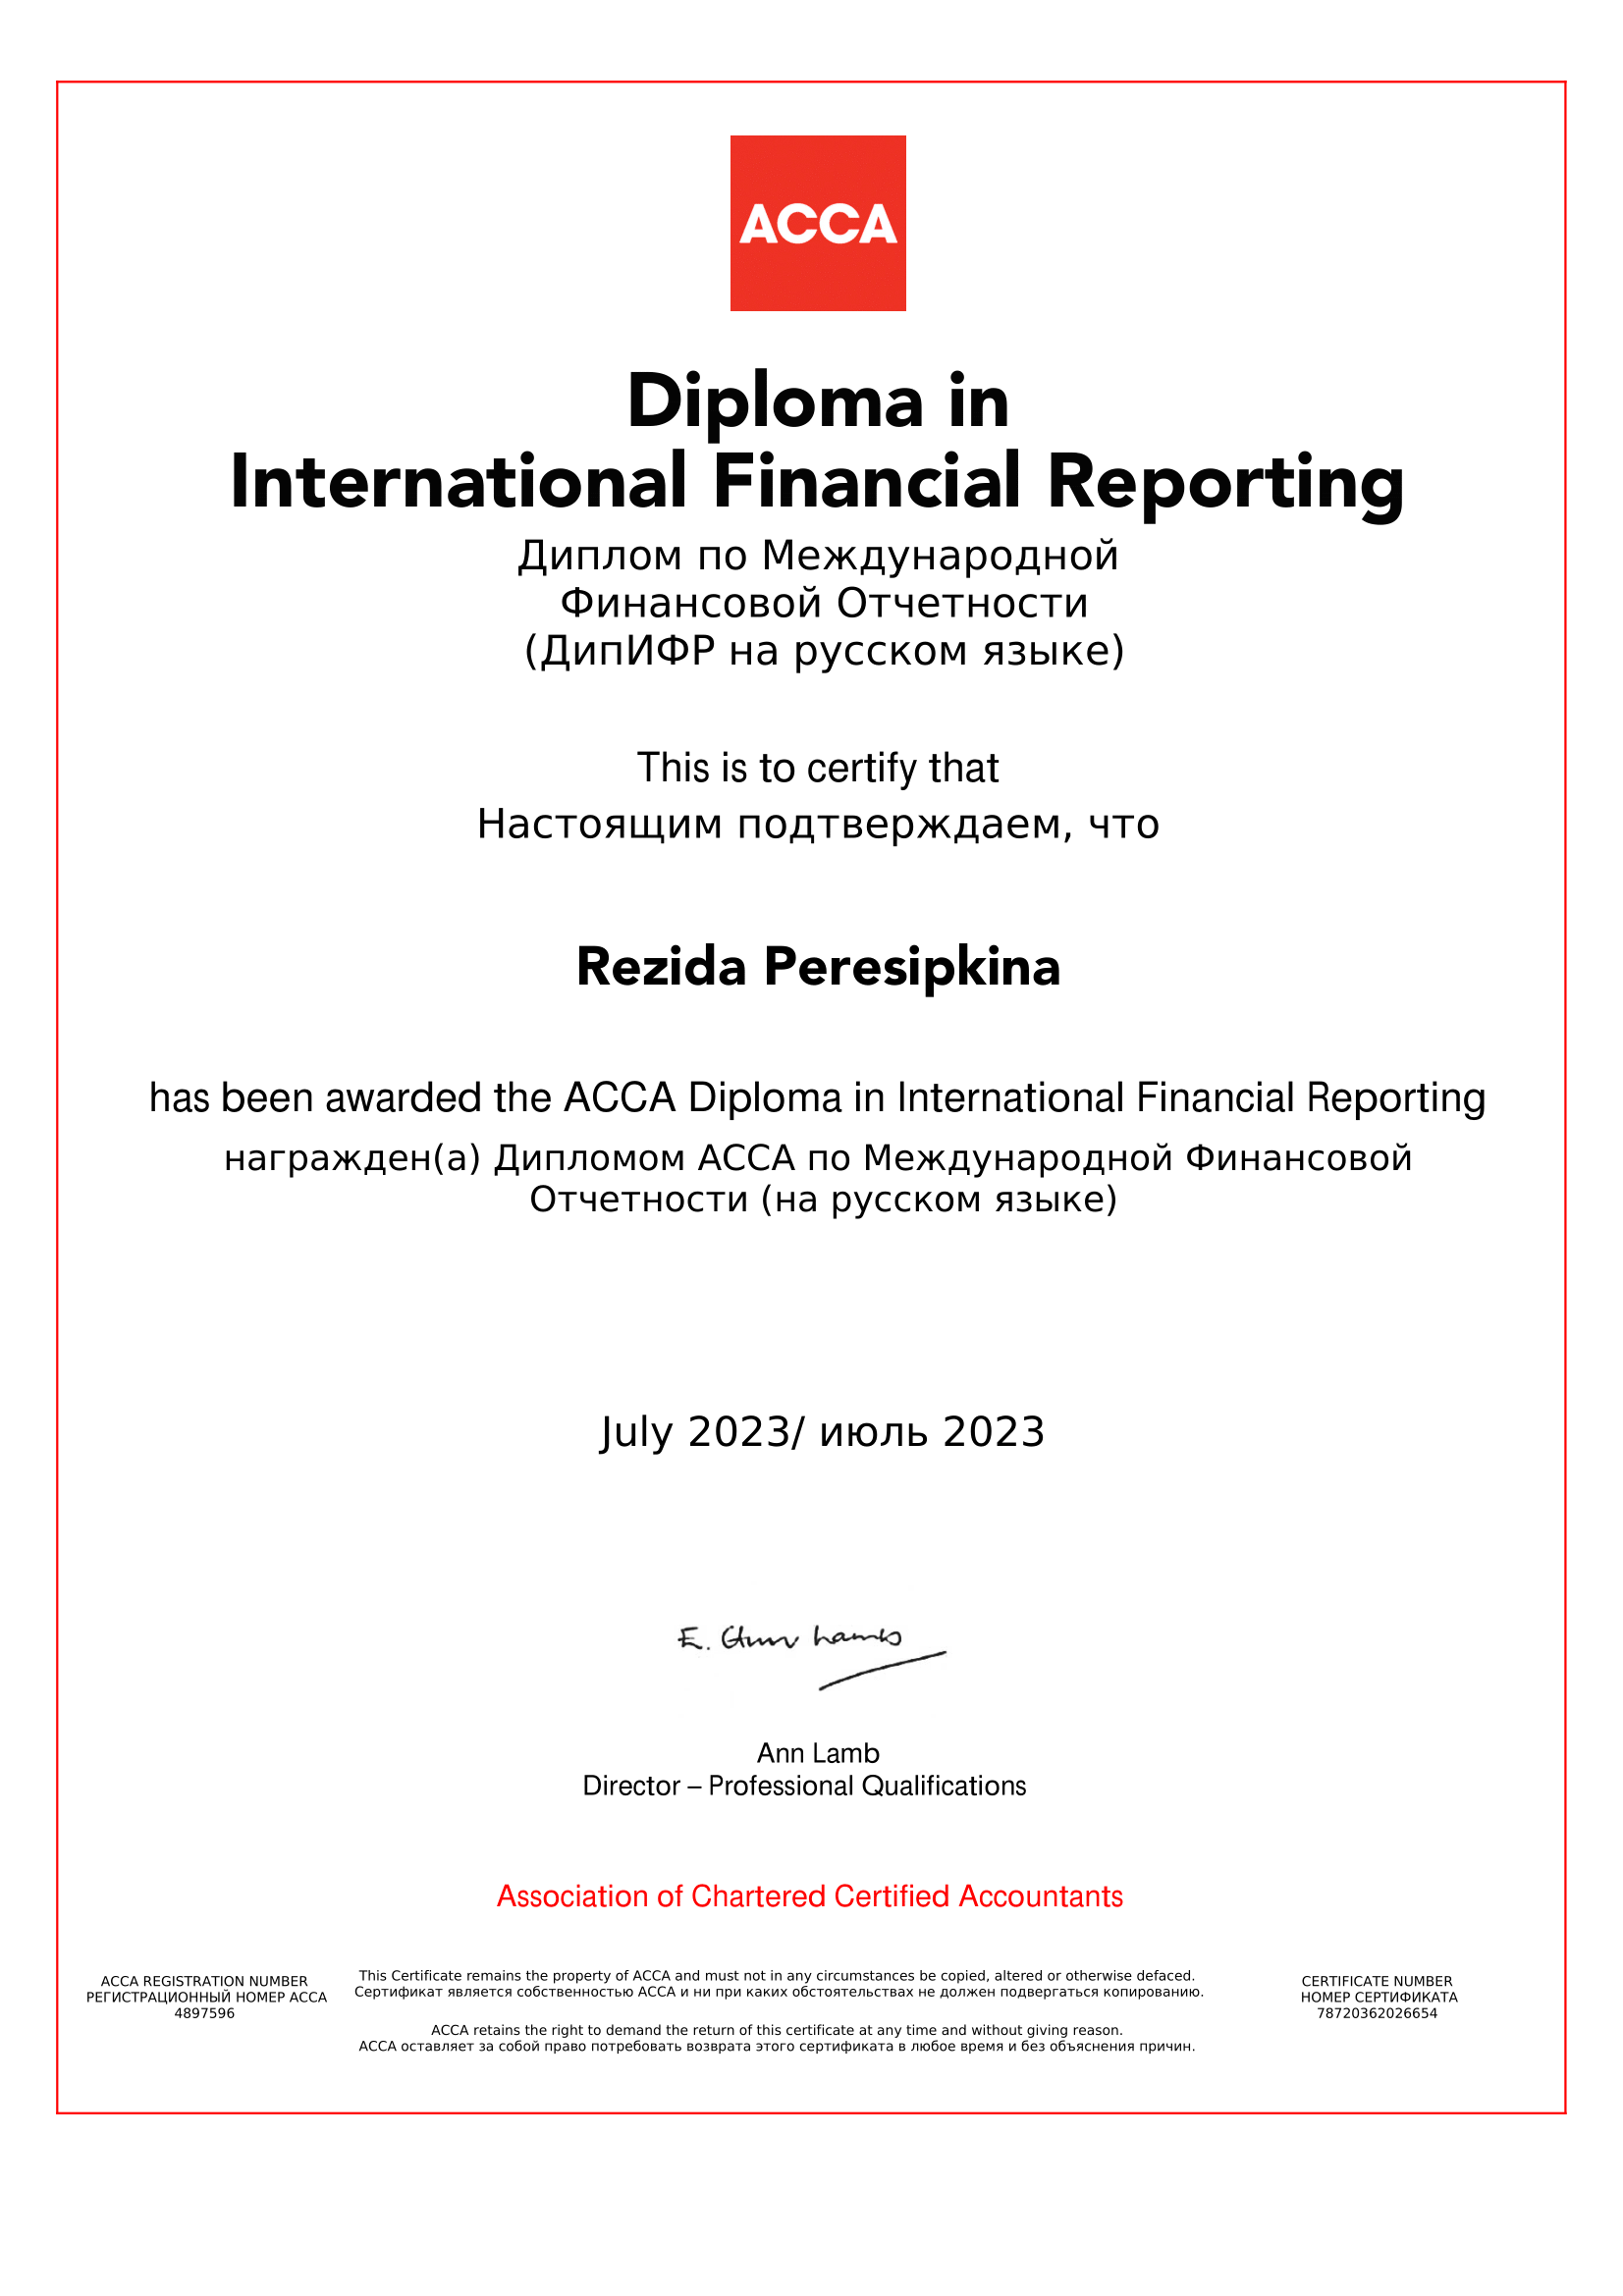 ACCA
Diploma in
International Financial Reporting
Диплом по Международной
Финансовой Отчетности
(ДипИФР на русском языке)
This is to certify that
Настоящим подтверждаем, что
Rezida Peresipkina
has been awarded the ACCA Diploma in International Financial Reporting
награжден(а) Дипломом АССА по Международной Финансовой
Отчетности (на русском языке)
July 2023/ июль 2023
E. Ann Lamb
Ann Lamb
Director – Professional Qualifications
Association of Chartered Certified Accountants
ACCA REGISTRATION NUMBER
РЕГИСТРАЦИОННЫЙ НОМЕР АССА
4897596
This Certificate remains the property of ACCA and must not in any circumstances be copied, altered or otherwise defaced.
Сертификат является собственностью АССА и ни при каких обстоятельствах не должен подвергаться копированию.
ACCA retains the right to demand the return of this certificate at any time and without giving reason.
АССА оставляет за собой право потребовать возврата этого сертификата в любое время и без объяснения причин.
CERTIFICATE NUMBER
НОМЕР СЕРТИФИКАТА
78720362026654